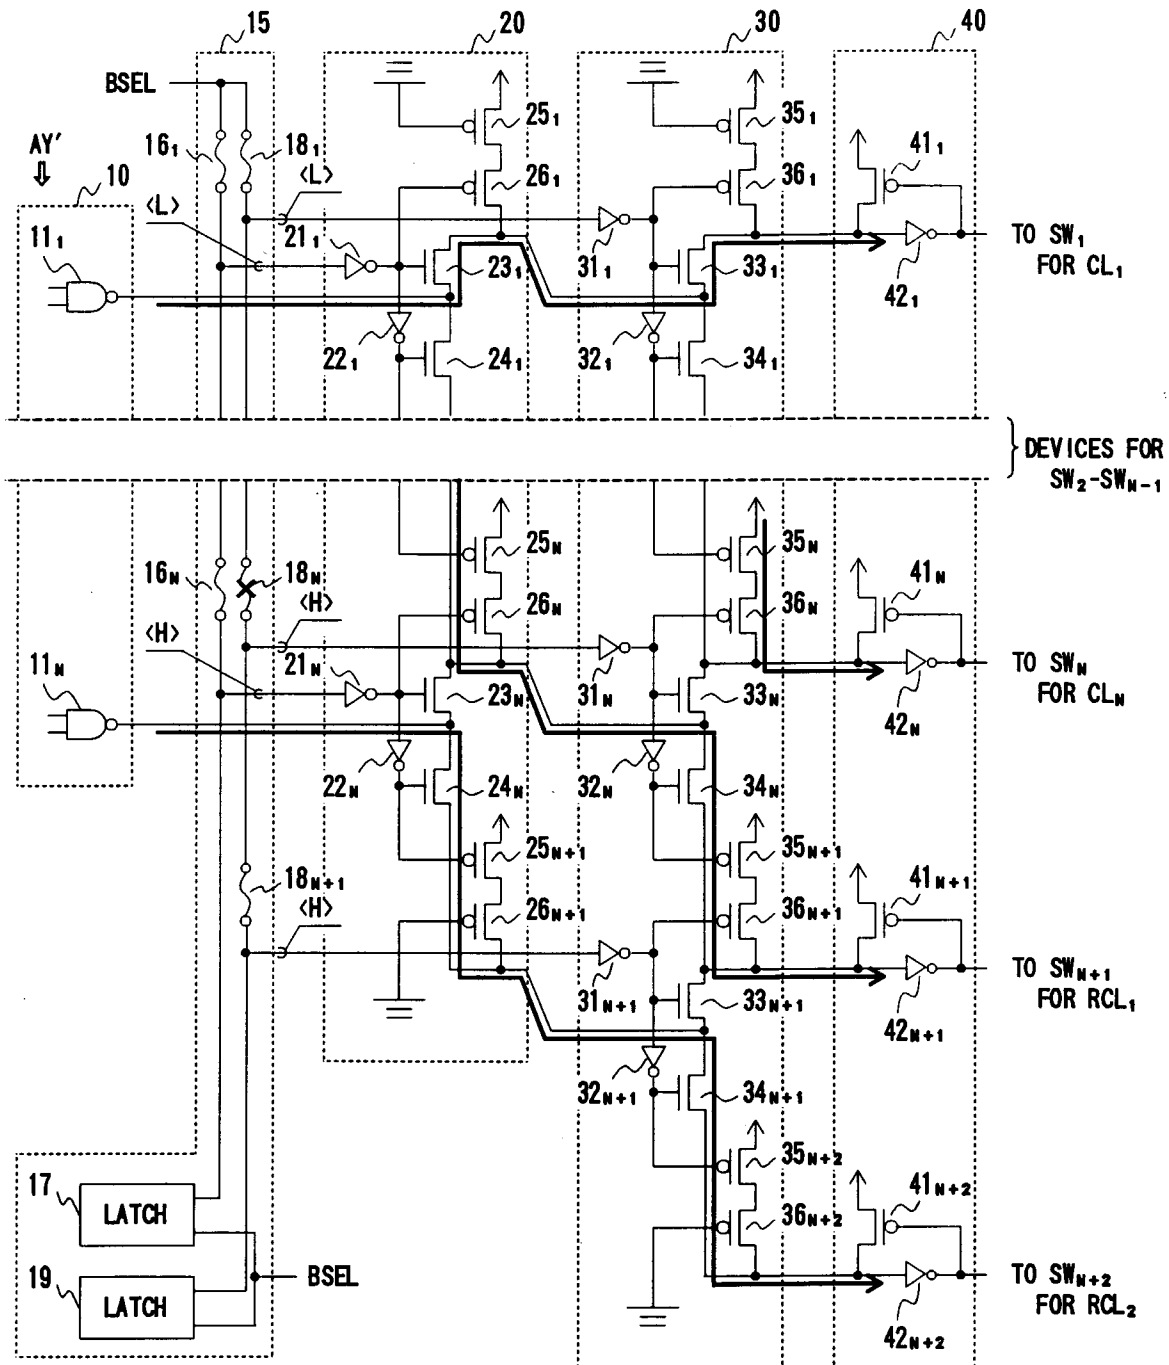 15
20
30
40
BSEL
AY'
10
16₁
18₁
<L>
<L>
11₁
21₁
22₁
23₁
24₁
25₁
26₁
31₁
32₁
33₁
34₁
35₁
36₁
41₁
42₁
TO SW₁
FOR CL₁
DEVICES FOR
SW₂-SW_N-1
16_N
18_N
<H>
<H>
11_N
21_N
22_N
23_N
24_N
25_N
26_N
31_N
32_N
33_N
34_N
35_N
36_N
41_N
42_N
TO SW_N
FOR CL_N
18_N+1
<H>
25_N+1
26_N+1
31_N+1
32_N+1
33_N+1
34_N+1
35_N+1
36_N+1
41_N+1
42_N+1
TO SW_N+1
FOR RCL₁
17
LATCH
19
LATCH
BSEL
35_N+2
36_N+2
41_N+2
42_N+2
TO SW_N+2
FOR RCL₂